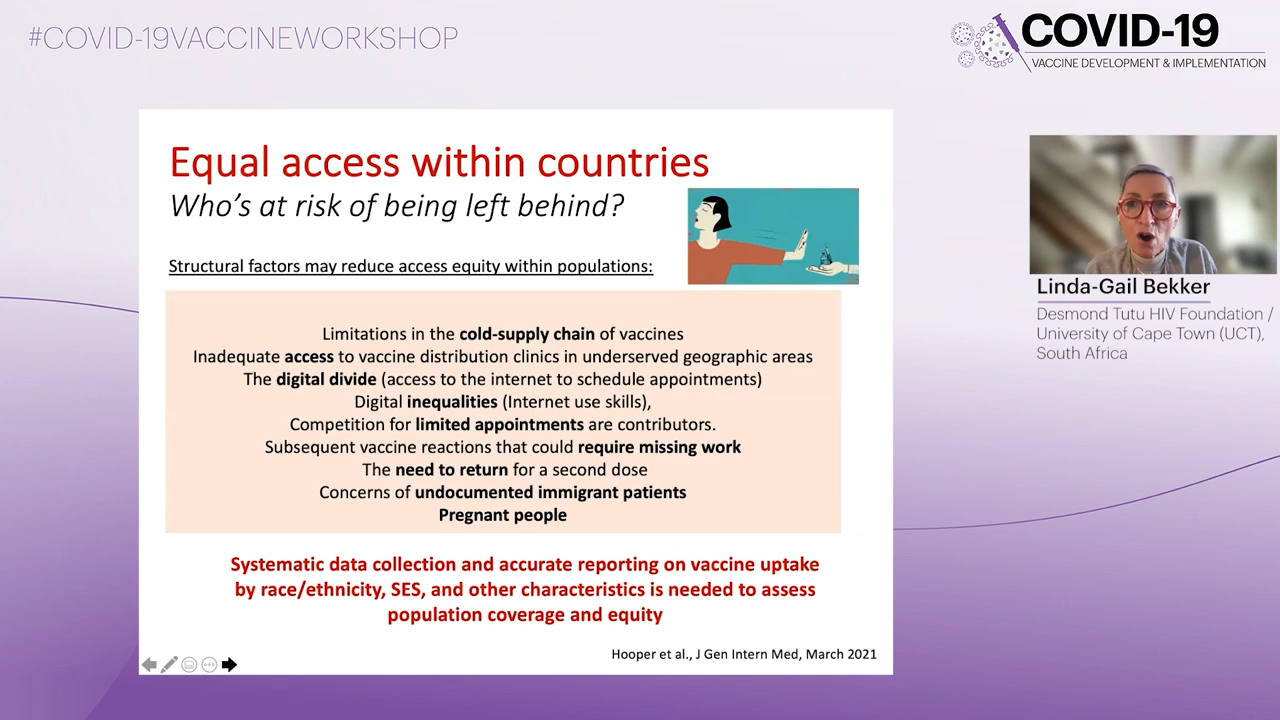 #COVID-19VACCINEWORKSHOP
COVID-19
VACCINE DEVELOPMENT & IMPLEMENTATION
Equal access within countries
Who's at risk of being left behind?
Structural factors may reduce access equity within populations:
Limitations in the cold-supply chain of vaccines
Inadequate access to vaccine distribution clinics in underserved geographic areas
The digital divide (access to the internet to schedule appointments)
Digital inequalities (Internet use skills),
Competition for limited appointments are contributors.
Subsequent vaccine reactions that could require missing work
The need to return for a second dose
Concerns of undocumented immigrant patients
Pregnant people
Systematic data collection and accurate reporting on vaccine uptake
by race/ethnicity, SES, and other characteristics is needed to assess
population coverage and equity
Hooper et al., J Gen Intern Med, March 2021
Linda-Gail Bekker
Desmond Tutu HIV Foundation /
University of Cape Town (UCT),
South Africa